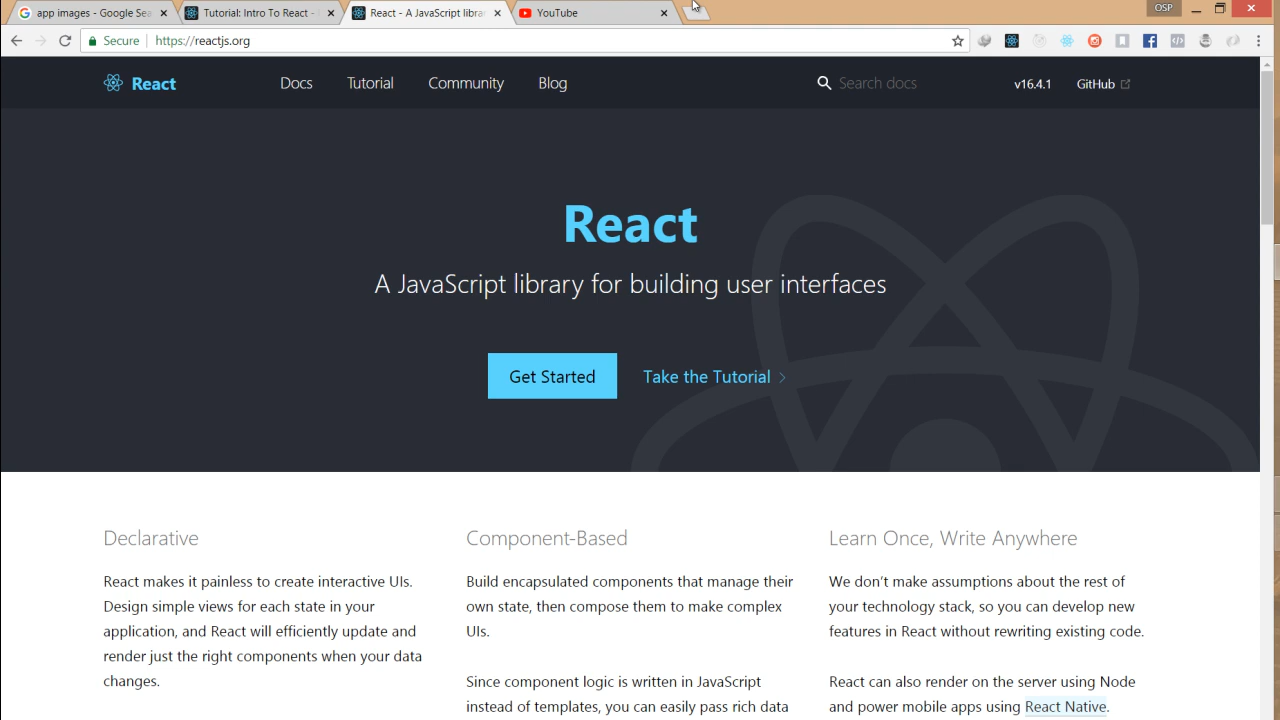 app images - Google Sea
Tutorial: Intro To React -
React - A JavaScript libra
YouTube
OSP
Secure
https://reactjs.org
React
Docs
Tutorial
Community
Blog
Search docs
v16.4.1
GitHub
React
A JavaScript library for building user interfaces
Get Started
Take the Tutorial
Declarative
React makes it painless to create interactive UIs.
Design simple views for each state in your
application, and React will efficiently update and
render just the right components when your data
changes.
Component-Based
Build encapsulated components that manage their
own state, then compose them to make complex
UIs.
Since component logic is written in JavaScript
instead of templates, you can easily pass rich data
Learn Once, Write Anywhere
We don’t make assumptions about the rest of
your technology stack, so you can develop new
features in React without rewriting existing code.
React can also render on the server using Node
and power mobile apps using React Native.